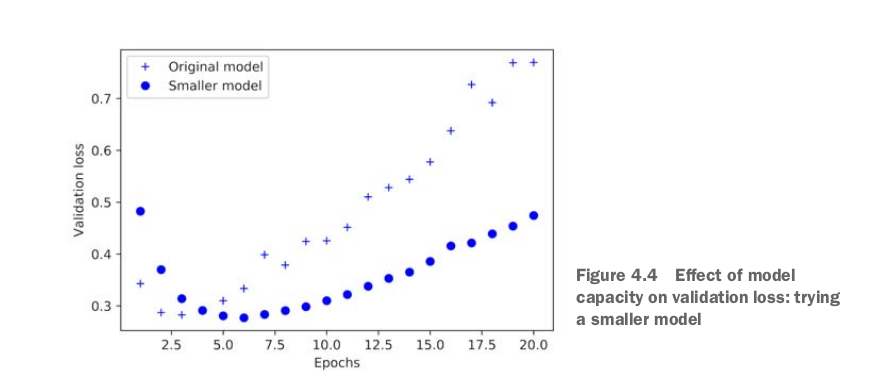 Original model
Smaller model
0.7
0.6
0.5
0.4
0.3
Validation loss
2.5 5.0 7.5 10.0 12.5 15.0 17.5 20.0
Epochs
Figure 4.4 Effect of model
capacity on validation loss: trying
a smaller model